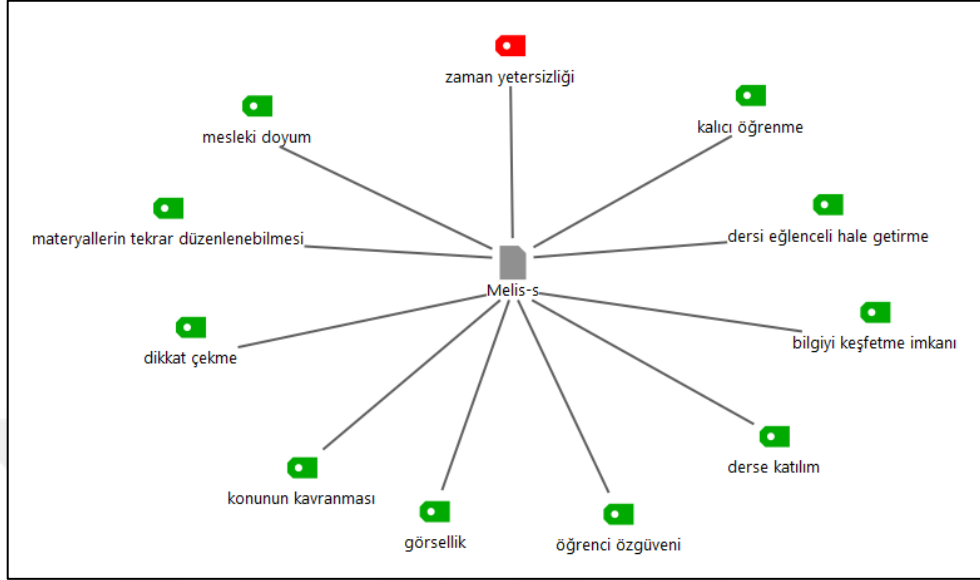 zaman yetersizliği
mesleki doyum
kalıcı öğrenme
materyallerin tekrar düzenlenebilmesi
dersi eğlenceli hale getirme
Melis-s
dikkat çekme
bilgiyi keşfetme imkanı
konunun kavranması
derse katılım
görsellik
öğrenci özgüveni